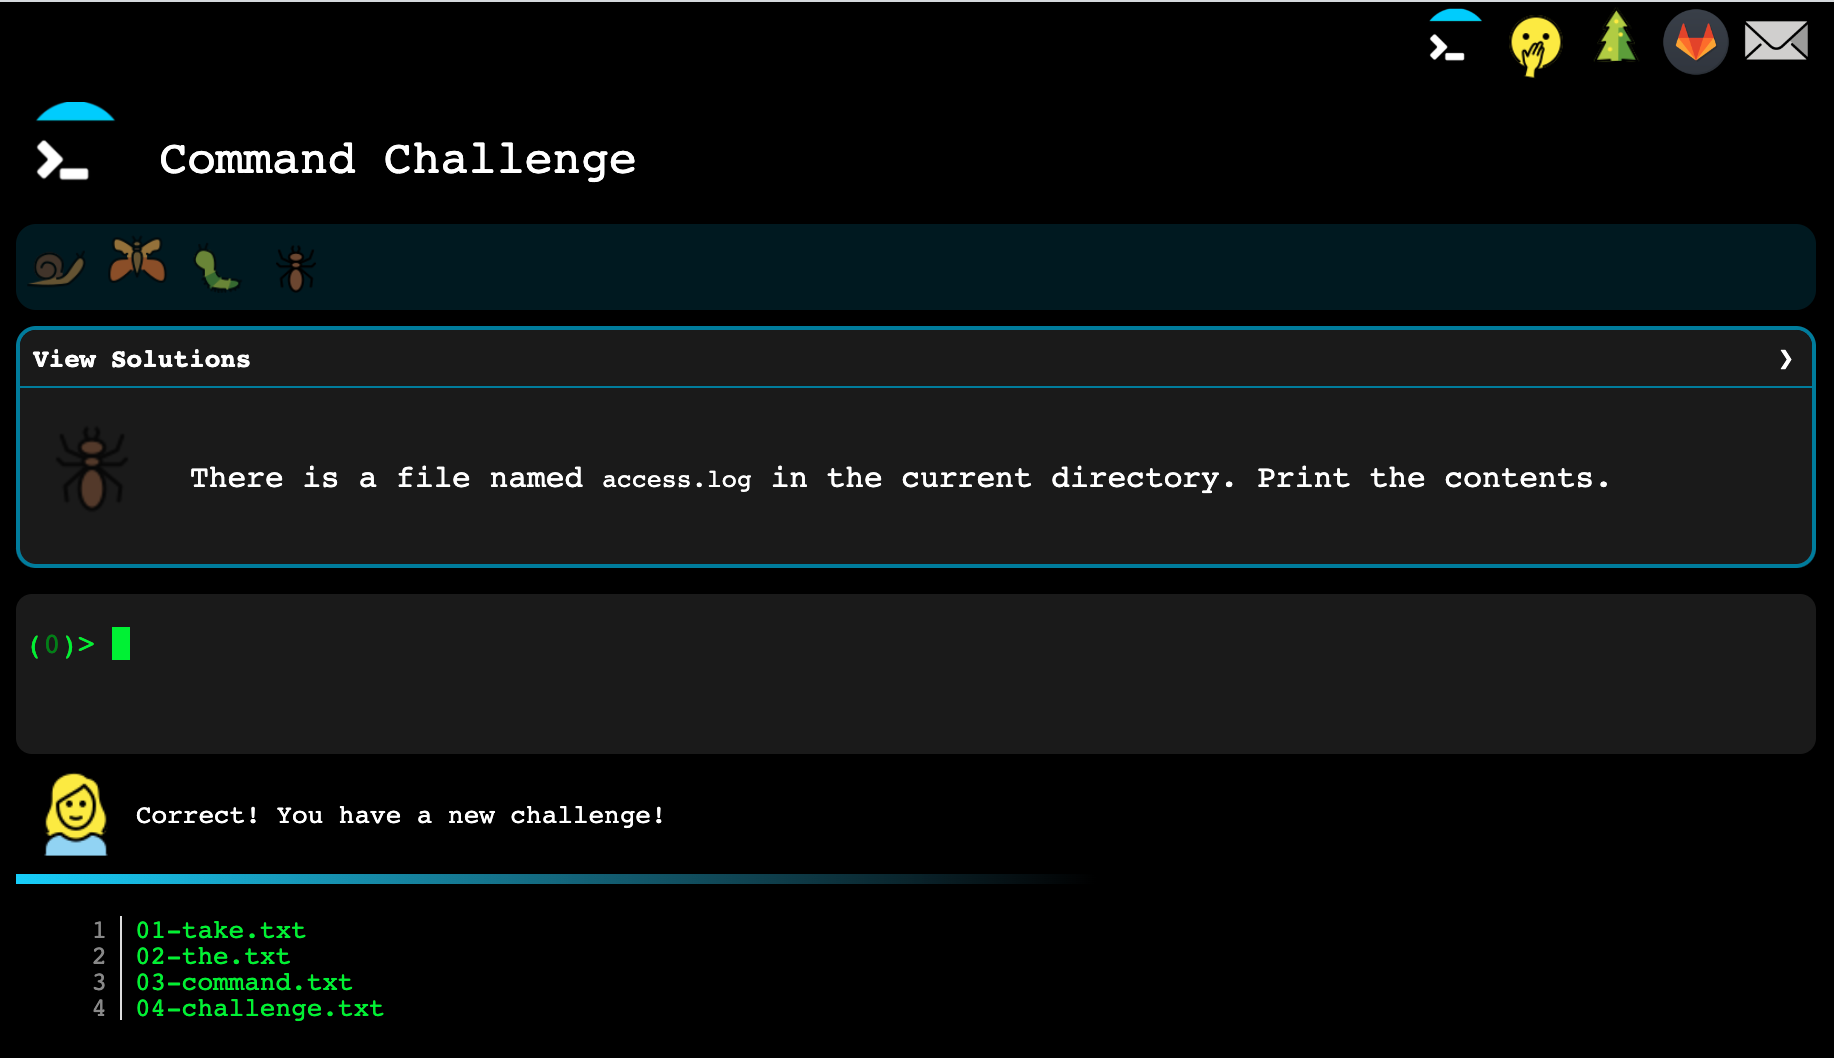 Command Challenge
View Solutions ❯
There is a file named access.log in the current directory. Print the contents.
(0)>
Correct! You have a new challenge!
1 01-take.txt
2 02-the.txt
3 03-command.txt
4 04-challenge.txt